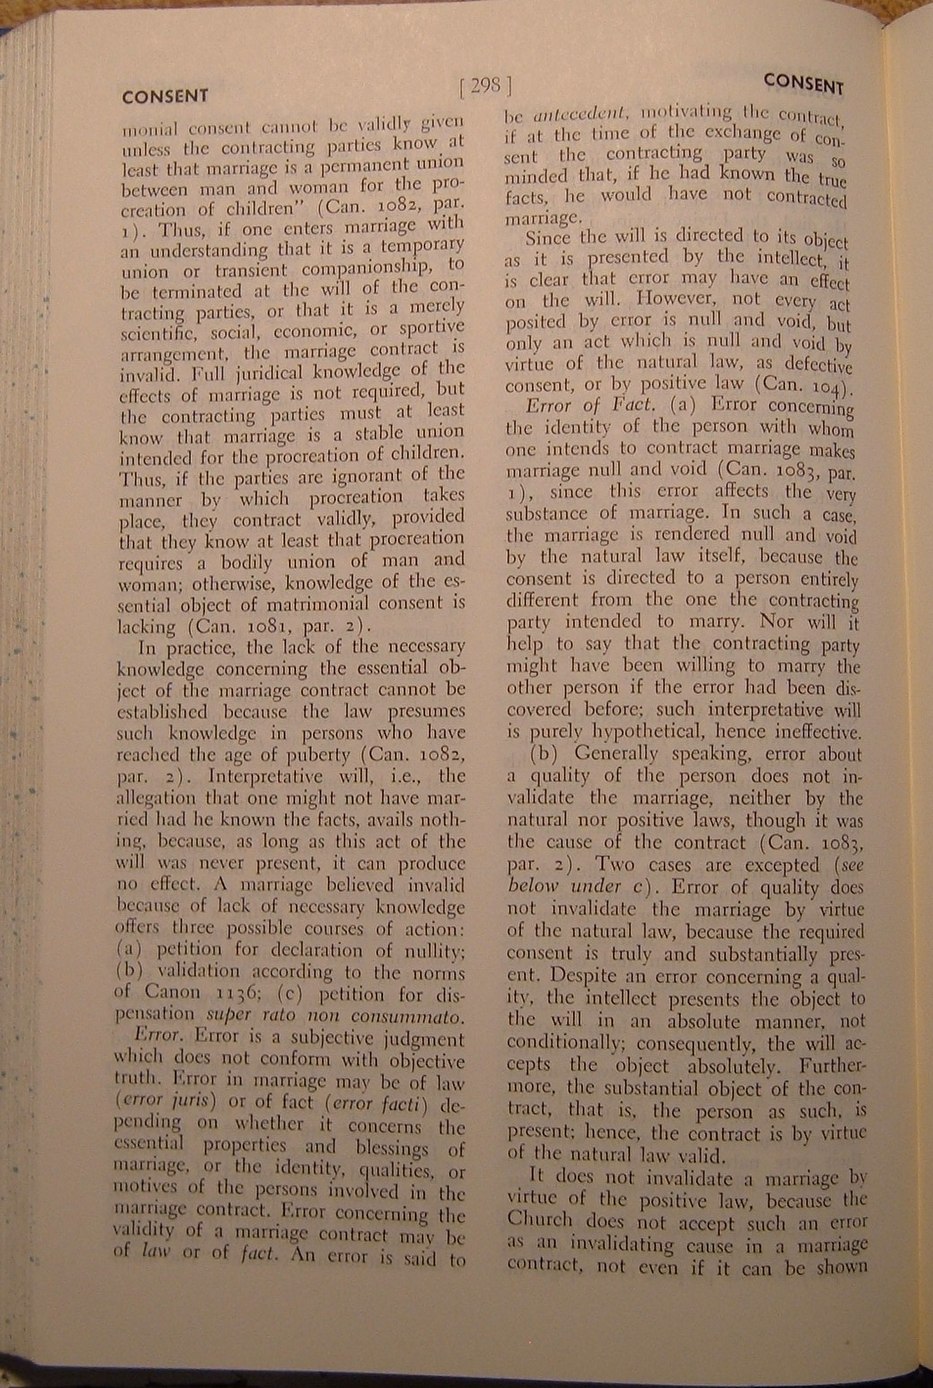 CONSENT
[ 298 ]
CONSENT
monial consent cannot be validly given
unless the contracting parties know at
least that marriage is a permanent union
between man and woman for the pro-
creation of children" (Can. 1082, par.
1). Thus, if one enters marriage with
an understanding that it is a temporary
union or transient companionship, to
be terminated at the will of the con-
tracting parties, or that it is a merely
scientific, social, economic, or sportive
arrangement, the marriage contract is
invalid. Full juridical knowledge of the
effects of marriage is not required, but
the contracting parties must at least
know that marriage is a stable union
intended for the procreation of children.
Thus, if the parties are ignorant of the
manner by which procreation takes
place, they contract validly, provided
that they know at least that procreation
requires a bodily union of man and
woman; otherwise, knowledge of the es-
sential object of matrimonial consent is
lacking (Can. 1081, par. 2).
In practice, the lack of the necessary
knowledge concerning the essential ob-
ject of the marriage contract cannot be
established because the law presumes
such knowledge in persons who have
reached the age of puberty (Can. 1082,
par. 2). Interpretative will, i.e., the
allegation that one might not have mar-
ried had he known the facts, avails noth-
ing, because, as long as this act of the
will was never present, it can produce
no effect. A marriage believed invalid
because of lack of necessary knowledge
offers three possible courses of action:
(a) petition for declaration of nullity;
(b) validation according to the norms
of Canon 1136; (c) petition for dis-
pensation super rato non consummato.
Error. Error is a subjective judgment
which does not conform with objective
truth. Error in marriage may be of law
(error juris) or of fact (error facti) de-
pending on whether it concerns the
essential properties and blessings of
marriage, or the identity, qualities, or
motives of the persons involved in the
marriage contract. Error concerning the
validity of a marriage contract may be
of law or of fact. An error is said to
be antecedent, motivating the contract,
if at the time of the exchange of con-
sent the contracting party was so
minded that, if he had known the true
facts, he would have not contracted
marriage.
Since the will is directed to its object
as it is presented by the intellect, it
is clear that error may have an effect
on the will. However, not every act
posited by error is null and void, but
only an act which is null and void by
virtue of the natural law, as defective
consent, or by positive law (Can. 104).
Error of Fact. (a) Error concerning
the identity of the person with whom
one intends to contract marriage makes
marriage null and void (Can. 1083, par.
1), since this error affects the very
substance of marriage. In such a case,
the marriage is rendered null and void
by the natural law itself, because the
consent is directed to a person entirely
different from the one the contracting
party intended to marry. Nor will it
help to say that the contracting party
might have been willing to marry the
other person if the error had been dis-
covered before; such interpretative will
is purely hypothetical, hence ineffective.
(b) Generally speaking, error about
a quality of the person does not in-
validate the marriage, neither by the
natural nor positive laws, though it was
the cause of the contract (Can. 1083,
par. 2). Two cases are excepted (see
below under c). Error of quality does
not invalidate the marriage by virtue
of the natural law, because the required
consent is truly and substantially pres-
ent. Despite an error concerning a qual-
ity, the intellect presents the object to
the will in an absolute manner, not
conditionally; consequently, the will ac-
cepts the object absolutely. Further-
more, the substantial object of the con-
tract, that is, the person as such, is
present; hence, the contract is by virtue
of the natural law valid.
It does not invalidate a marriage by
virtue of the positive law, because the
Church does not accept such an error
as an invalidating cause in a marriage
contract, not even if it can be shown